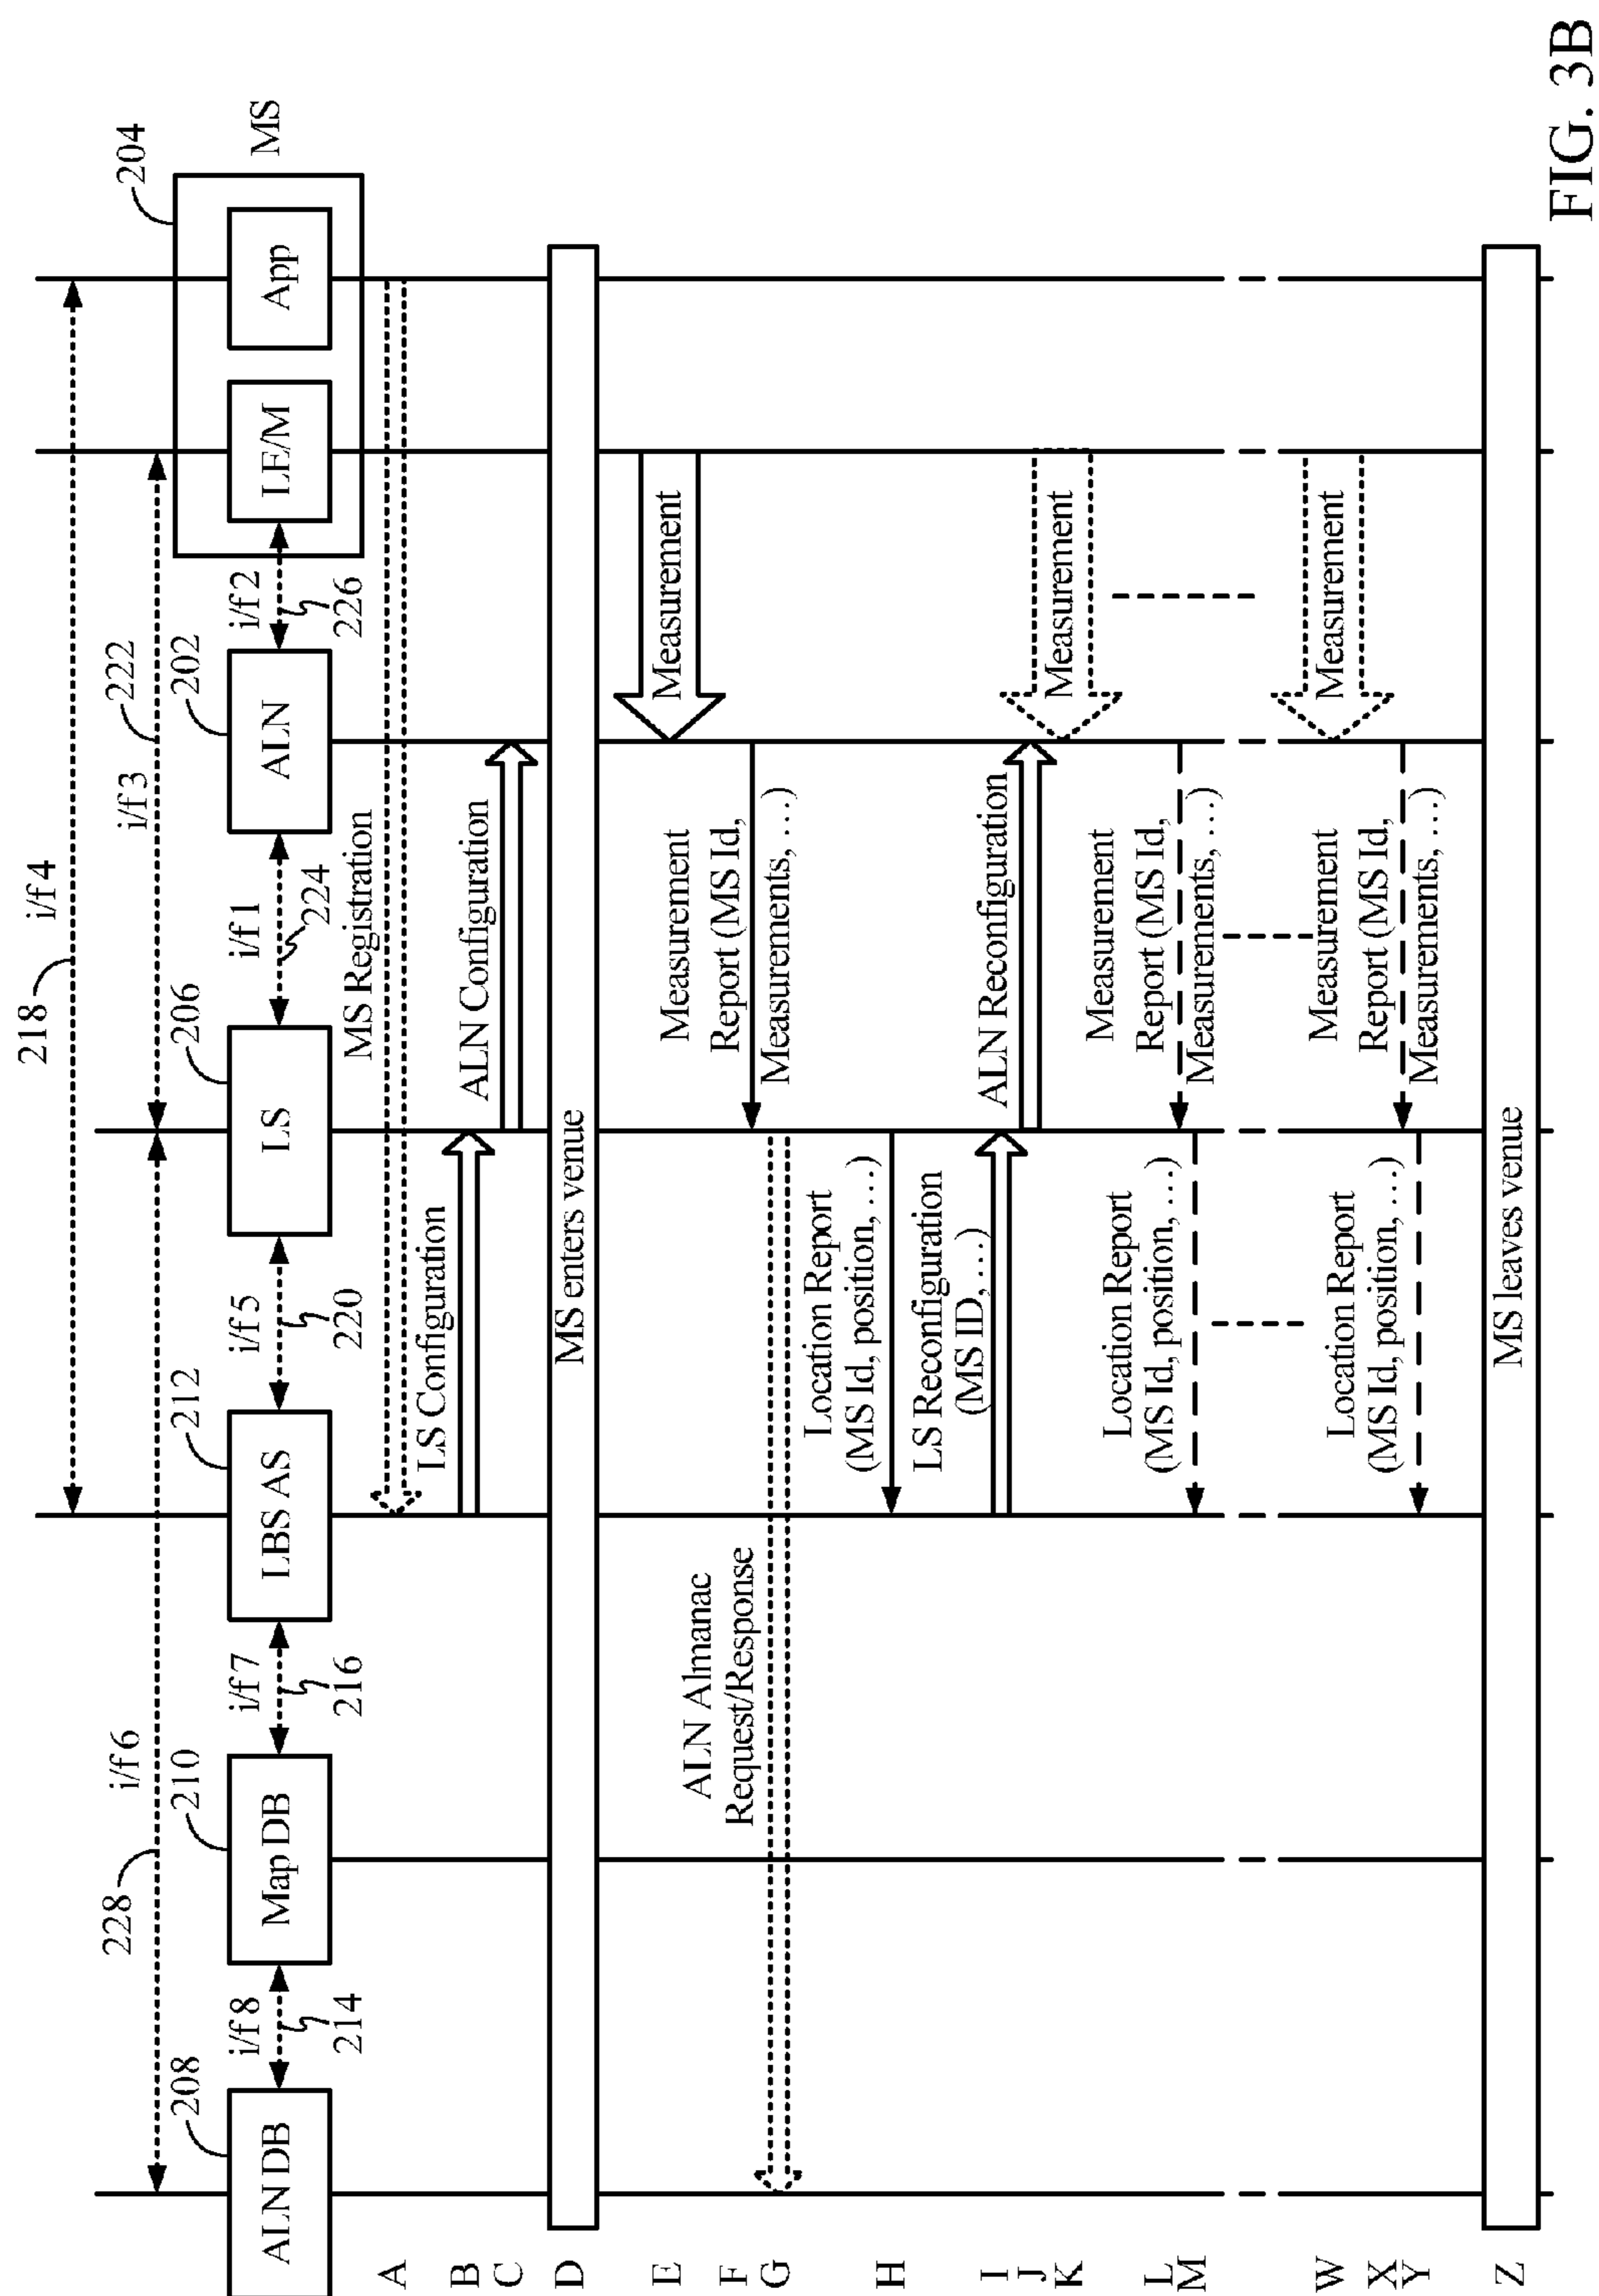 218
i/f 4
228
i/f 6
222
i/f 3
208
210
212
206
202
204
ALN DB
i/f 8
214
Map DB
i/f 7
216
LBS AS
i/f 5
220
LS
i/f 1
224
ALN
i/f 2
226
LE/M
App
MS
A
MS Registration
B
LS Configuration
C
ALN Configuration
D
MS enters venue
E
Measurement
F
Measurement
Report (MS Id,
Measurements, …)
G
ALN Almanac
Request/Response
H
Location Report
(MS Id, position, …)
I
LS Reconfiguration
(MS ID, …)
J
ALN Reconfiguration
K
Measurement
L
Measurement
Report (MS Id,
Measurements, …)
M
Location Report
(MS Id, position, …)
W
Measurement
X
Measurement
Report (MS Id,
Measurements, …)
Y
Location Report
(MS Id, position, …)
Z
MS leaves venue
FIG. 3B